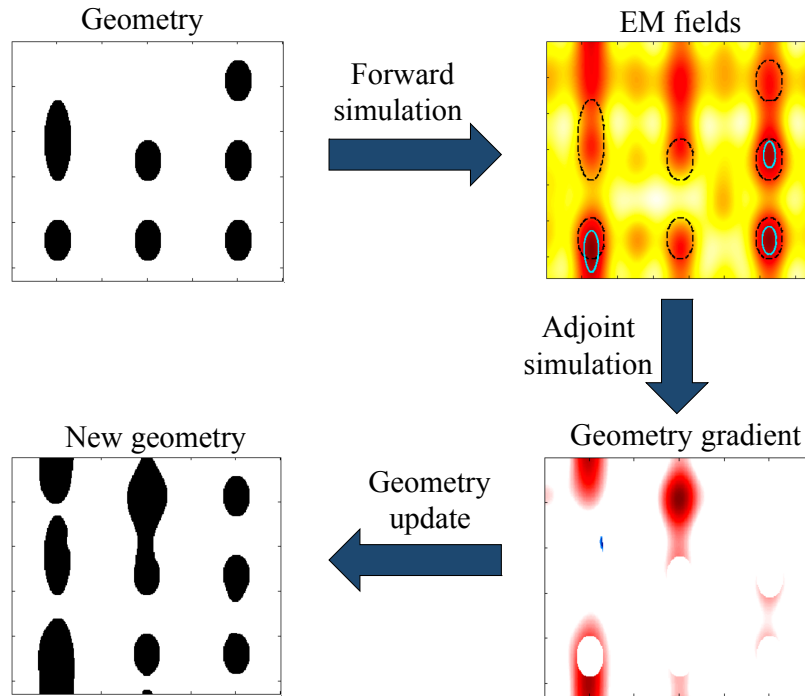 Geometry
EM fields
Forward
simulation
Adjoint
simulation
New geometry
Geometry gradient
Geometry
update